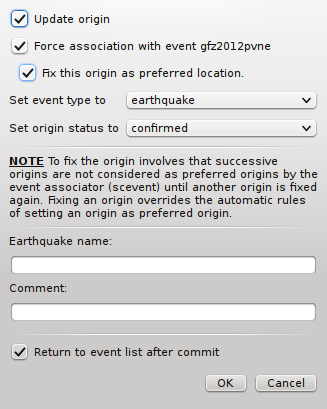 Update origin
Force association with event gfz2012pvne
Fix this origin as preferred location.
Set event type to earthquake
Set origin status to confirmed
NOTE To fix the origin involves that successive
origins are not considered as preferred origins by the
event associator (scevent) until another origin is fixed
again. Fixing an origin overrides the automatic rules
of setting an origin as preferred origin.
Earthquake name:
Comment:
Return to event list after commit
OK Cancel